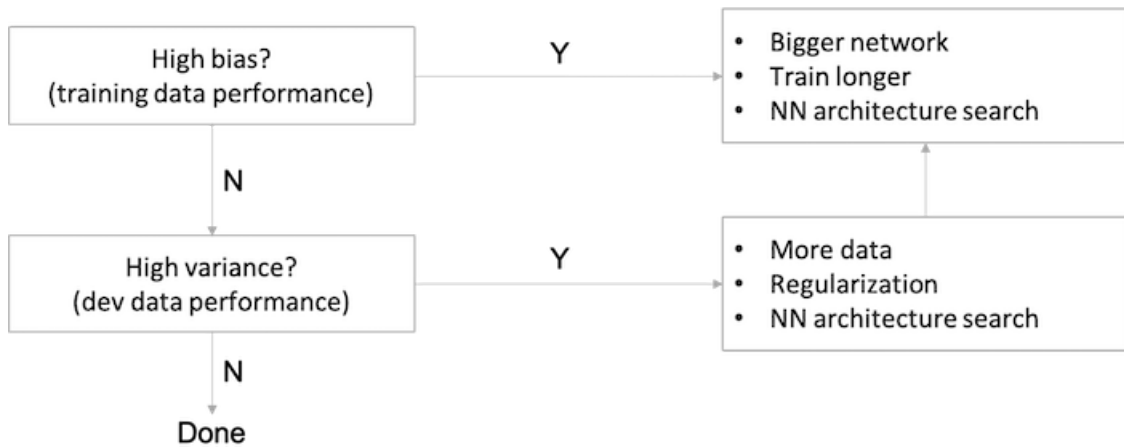 High bias?
(training data performance)
Y
• Bigger network
• Train longer
• NN architecture search
N
High variance?
(dev data performance)
Y
• More data
• Regularization
• NN architecture search
N
Done